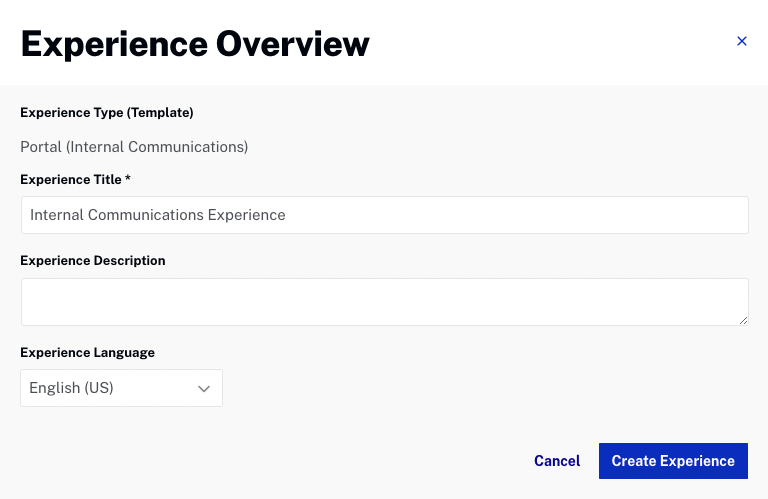 Experience Overview
×
Experience Type (Template)
Portal (Internal Communications)
Experience Title *
Internal Communications Experience
Experience Description
Experience Language
English (US)
Cancel
Create Experience